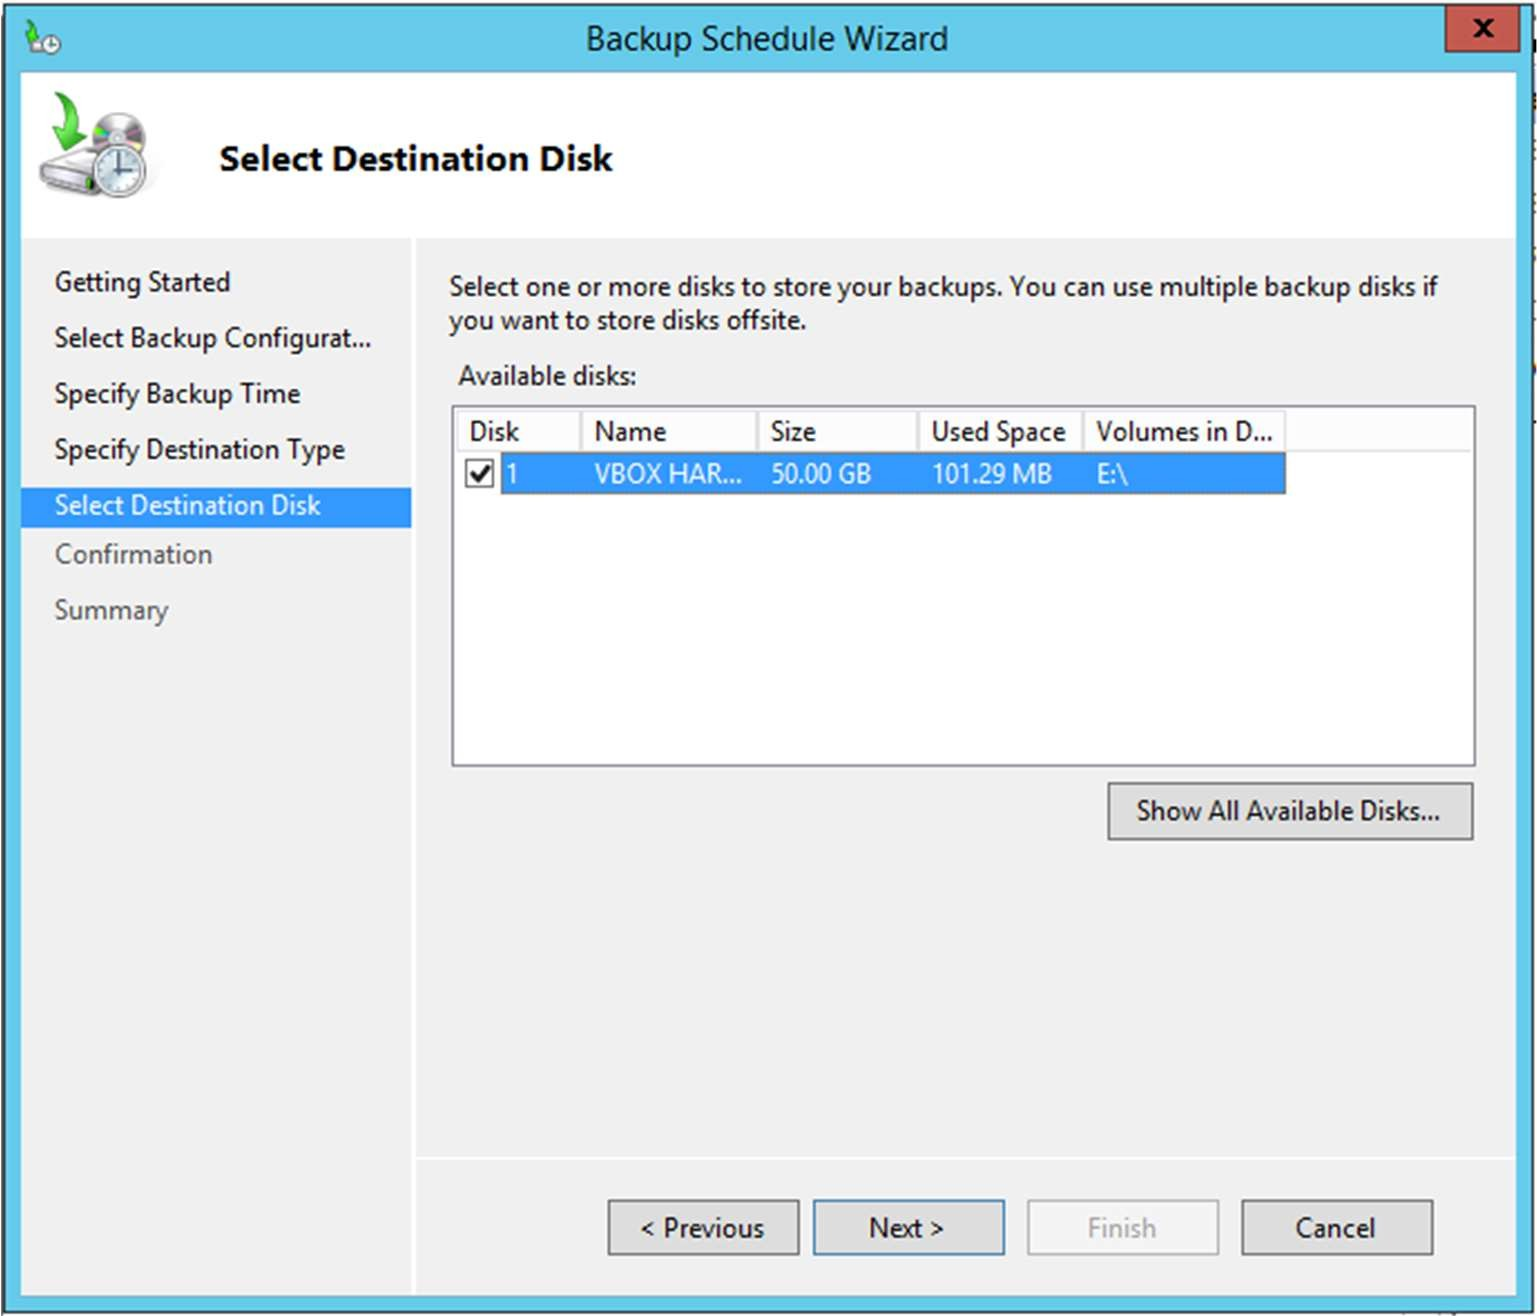 Backup Schedule Wizard
x
Select Destination Disk
Getting Started
Select Backup Configurat...
Specify Backup Time
Specify Destination Type
Select Destination Disk
Confirmation
Summary
Select one or more disks to store your backups. You can use multiple backup disks if
you want to store disks offsite.
Available disks:
Disk Name Size Used Space Volumes in D...
1 VBOX HAR... 50.00 GB 101.29 MB E:\
Show All Available Disks...
< Previous Next > Finish Cancel